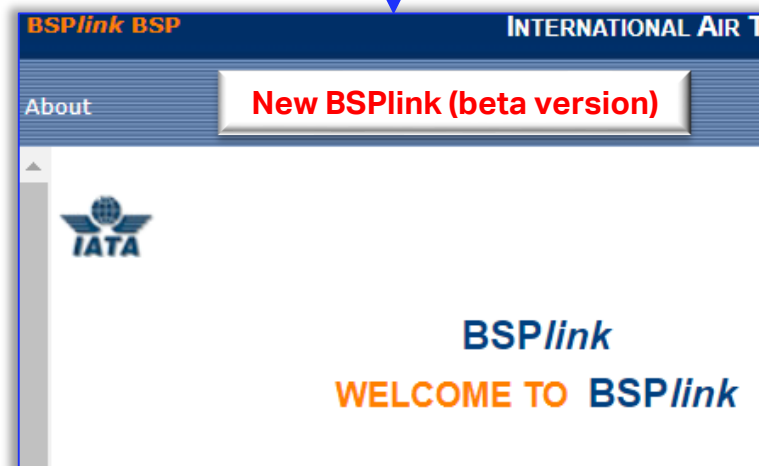 BSPlink BSP
INTERNATIONAL AIR
About
New BSPlink (beta version)
IATA
BSPlink
WELCOME TO BSPlink